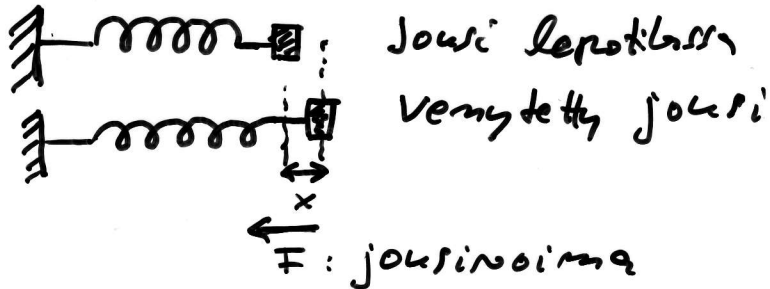 Jousi lepotilassa
venytetty jousi
x
F : jousivoima